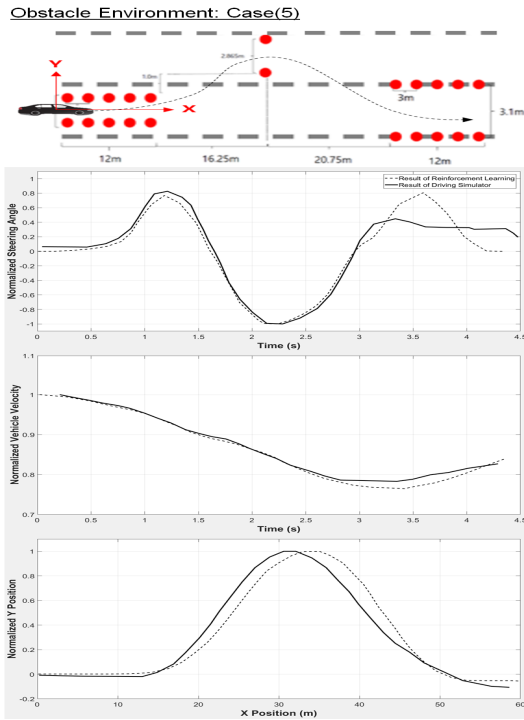 Obstacle Environment: Case(5)
Y
X
2.865m
1.0m
3m
3.1m
12m 16.25m 20.75m 12m
Normalized Steering Angle
1
0.8
0.6
0.4
0.2
0
-0.2
-0.4
-0.6
-0.8
-1
Result of Reinforcement Learning
Result of Driving Simulator
0 0.5 1 1.5 2 2.5 3 3.5 4 4.5
Time (s)
Normalized Vehicle Velocity
1.1
1
0.9
0.8
0.7
0 0.5 1 1.5 2 2.5 3 3.5 4 4.5
Time (s)
Normalized Y Position
1
0.8
0.6
0.4
0.2
0
-0.2
0 10 20 30 40 50 60
X Position (m)